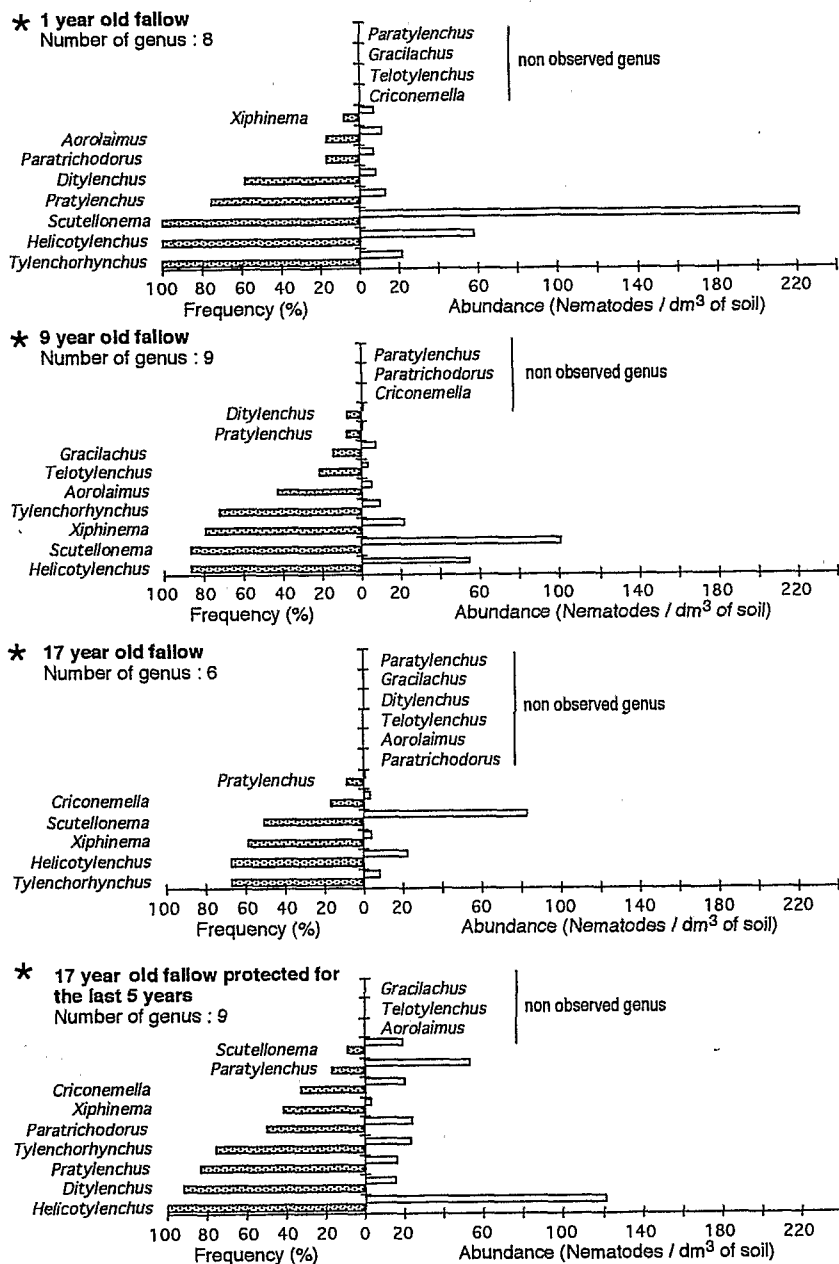 * 1 year old fallow
Number of genus : 8
Paratylenchus
Gracilachus
Telotylenchus
Criconemella
non observed genus
Xiphinema
Aorolaimus
Paratrichodorus
Ditylenchus
Pratylenchus
Scutellonema
Helicotylenchus
Tylenchorhynchus
100 80 60 40 20 0 20 60 100 140 180 220
Frequency (%) Abundance (Nematodes / dm³ of soil)
* 9 year old fallow
Number of genus : 9
Paratylenchus
Paratrichodorus
Criconemella
non observed genus
Ditylenchus
Pratylenchus
Gracilachus
Telotylenchus
Aorolaimus
Tylenchorhynchus
Xiphinema
Scutellonema
Helicotylenchus
100 80 60 40 20 0 20 60 100 140 180 220
Frequency (%) Abundance (Nematodes / dm³ of soil)
* 17 year old fallow
Number of genus : 6
Paratylenchus
Gracilachus
Ditylenchus
Telotylenchus
Aorolaimus
Paratrichodorus
non observed genus
Pratylenchus
Criconemella
Scutellonema
Xiphinema
Helicotylenchus
Tylenchorhynchus
100 80 60 40 20 0 20 60 100 140 180 220
Frequency (%) Abundance (Nematodes / dm³ of soil)
* 17 year old fallow protected for
the last 5 years
Number of genus : 9
Gracilachus
Telotylenchus
Aorolaimus
non observed genus
Scutellonema
Paratylenchus
Criconemella
Xiphinema
Paratrichodorus
Tylenchorhynchus
Pratylenchus
Ditylenchus
Helicotylenchus
100 80 60 40 20 0 20 60 100 140 180 220
Frequency (%) Abundance (Nematodes / dm³ of soil)